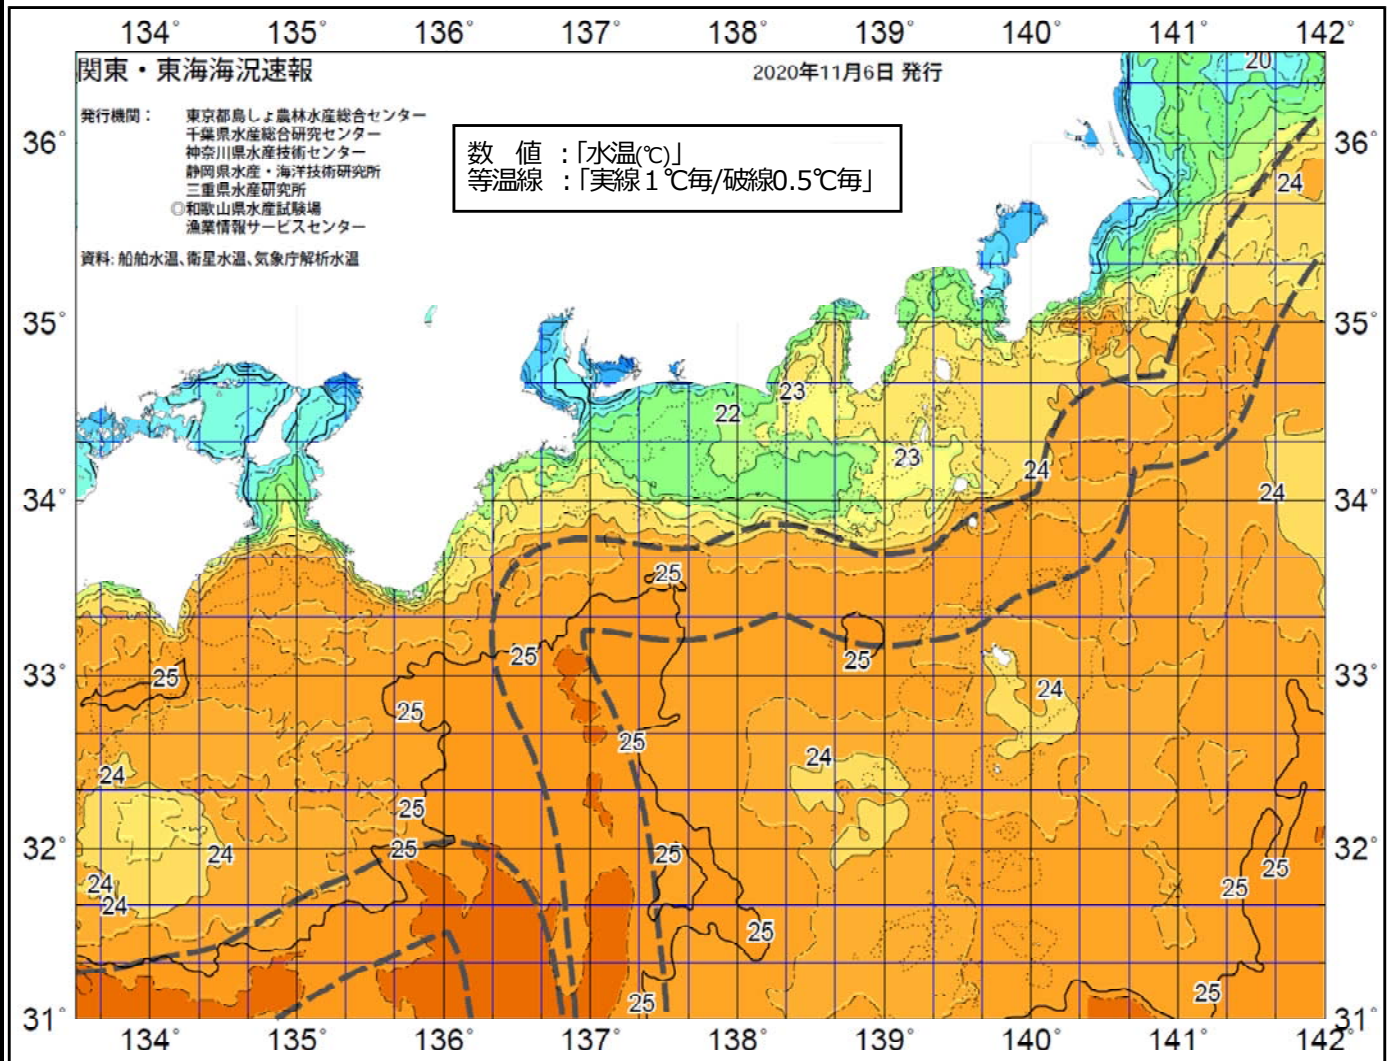 134° 135° 136° 137° 138° 139° 140° 141° 142°
関東・東海海況速報
2020年11月6日 発行
発行機関： 東京都島しょ農林水産総合センター
千葉県水産総合研究センター
神奈川県水産技術センター
静岡県水産・海洋技術研究所
三重県水産研究所
◎和歌山県水産試験場
漁業情報サービスセンター
資料: 船舶水温、衛星水温、気象庁解析水温
数 値 ：「水温(℃)」
等温線 ：「実線１℃毎/破線0.5℃毎」
20
36° 36°
24
35° 35°
23
22
23
24
24
34° 34°
25
25
25
33° 25 33°
24
25
25
24
24
25
32° 25 32°
24
25
25
24
25
24
25
25
25
31° 31°
134° 135° 136° 137° 138° 139° 140° 141° 142°